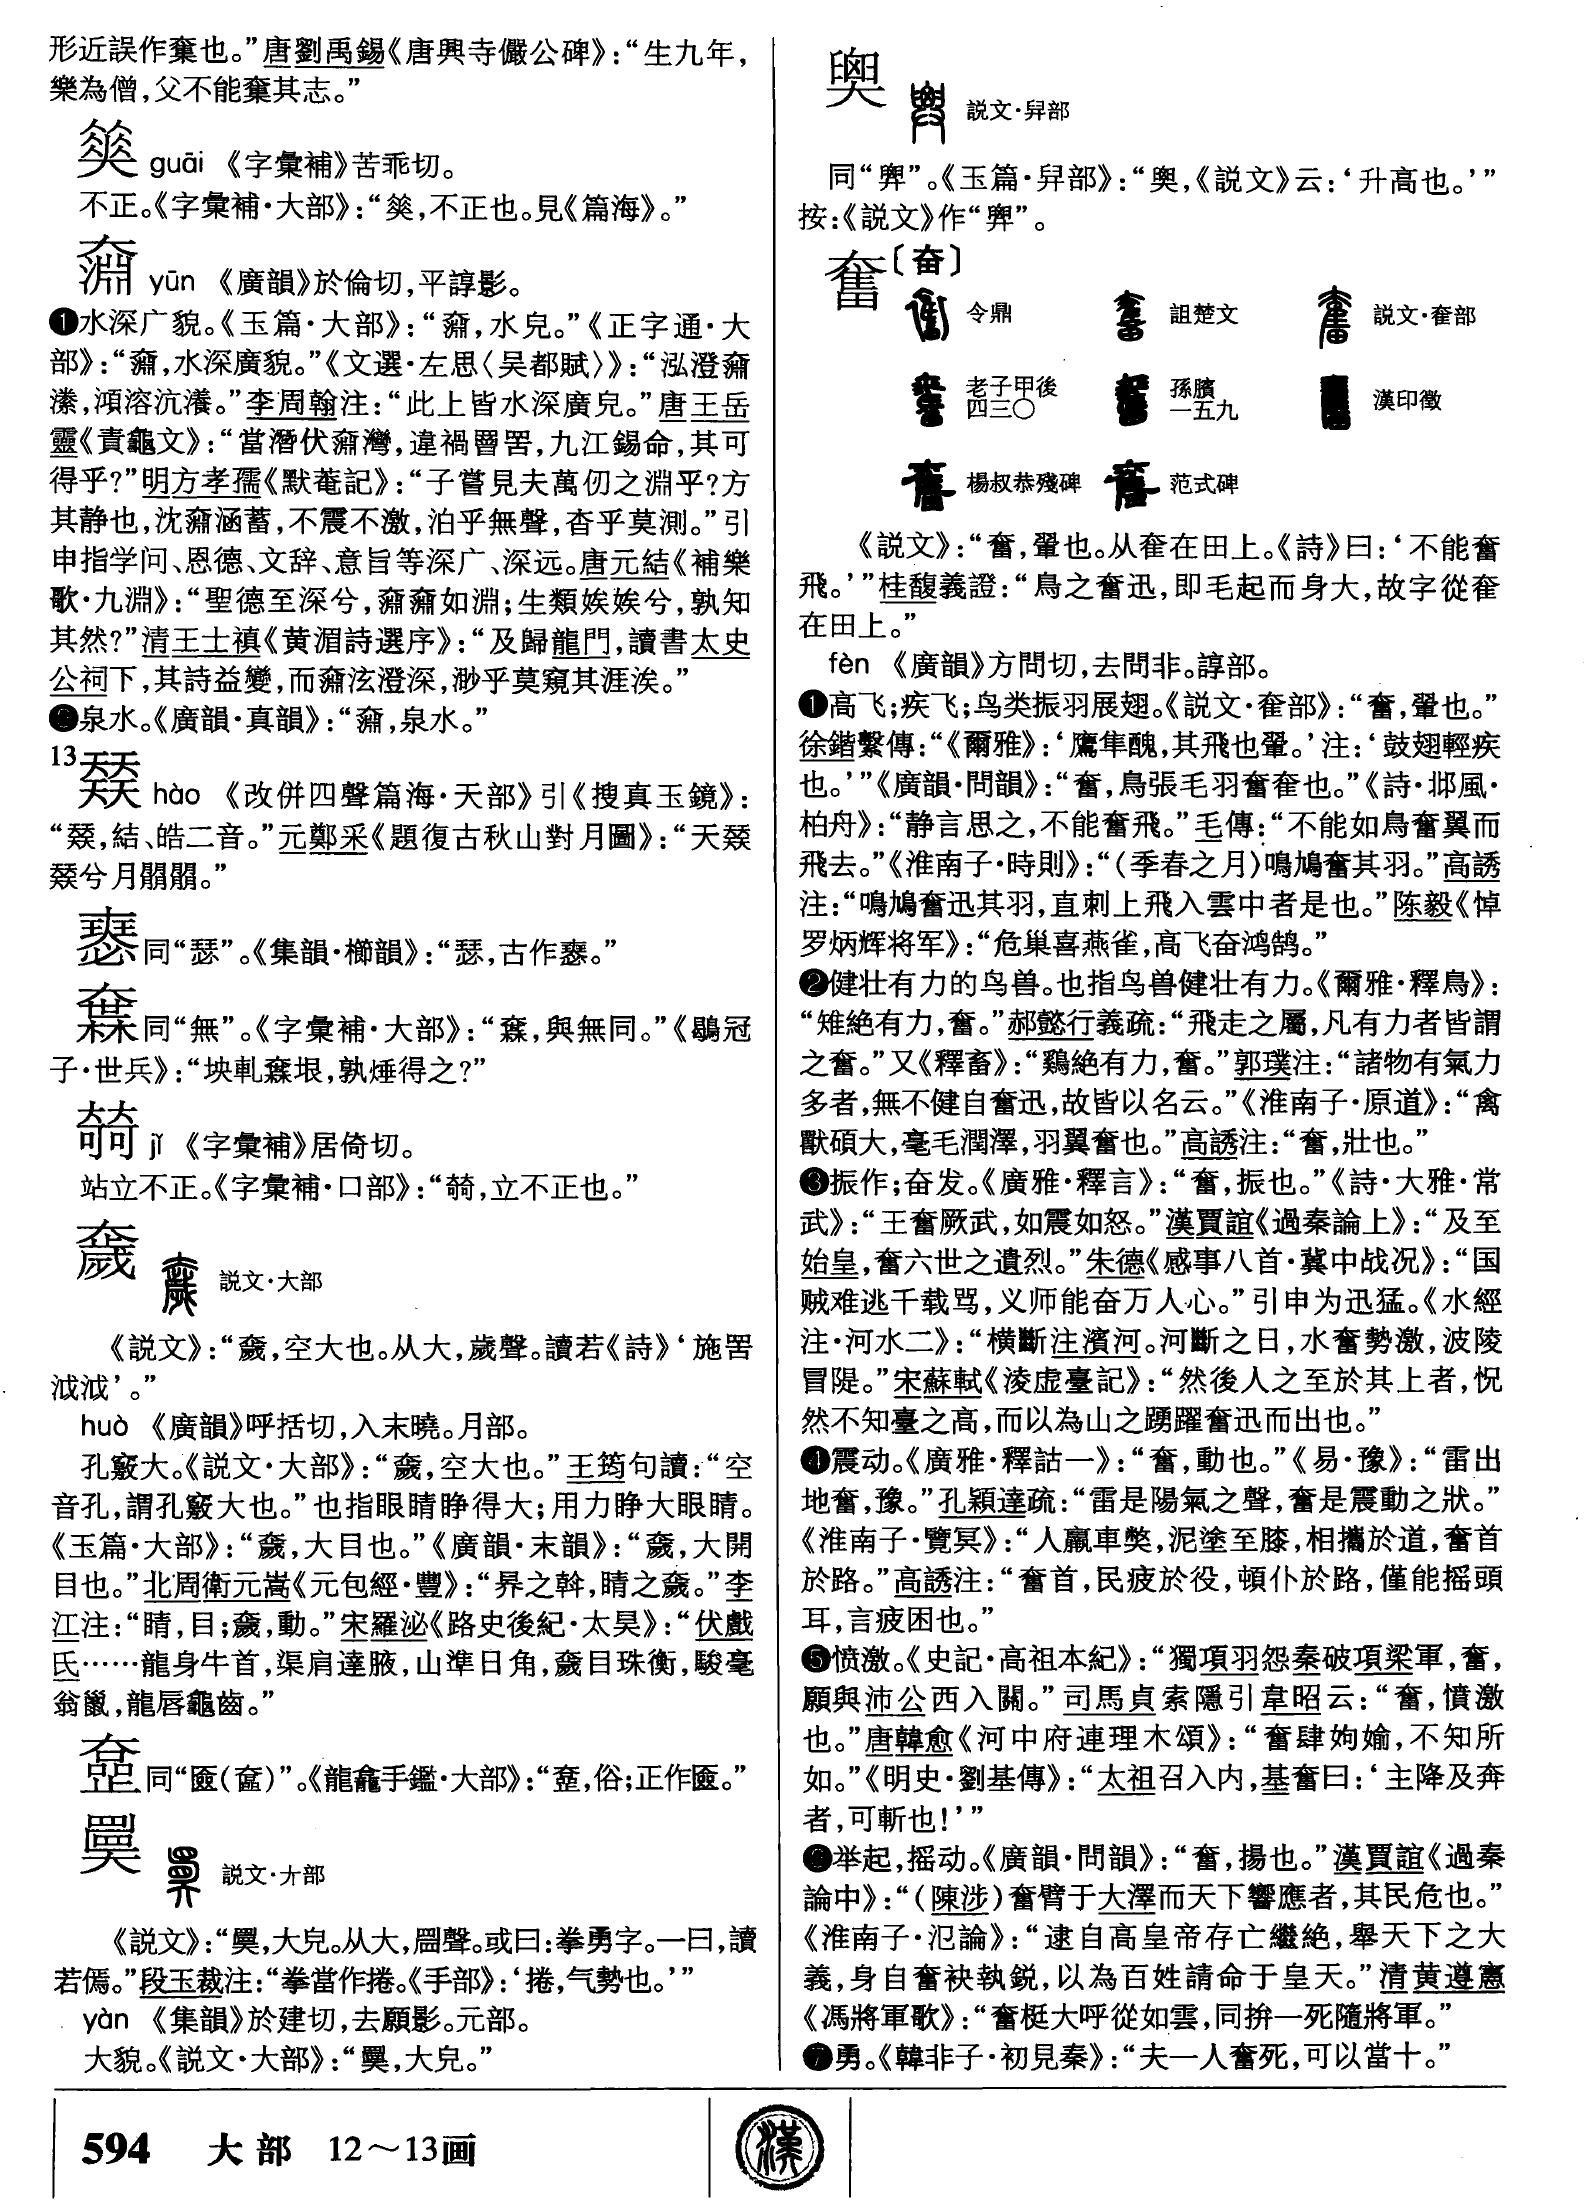 形近誤作棄也。”唐劉禹錫《唐興寺儼公碑》：“生九年，
樂為僧，父不能棄其志。”
guāi 《字彙補》苦乖切。
不正。《字彙補·大部》：“，不正也。見《篇海》。”
奫 yūn 《廣韻》於倫切，平諄影。
❶水深广貌。《玉篇·大部》：“奫，水皃。”《正字通·大
部》：“奫，水深廣貌。”《文選·左思〈吴都賦〉》：“泓澄奫
潫，澒溶沆瀁。”李周翰注：“此上皆水深廣皃。”唐王岳
靈《責龜文》：“當潛伏奫灣，違禍罾罟，九江錫命，其可
得乎？”明方孝孺《默菴記》：“子嘗見夫萬仞之淵乎？方
其静也，沈奫涵蓄，不震不激，泊乎無聲，杳乎莫測。”引
申指学问、恩德、文辞、意旨等深广、深远。唐元結《補樂
歌·九淵》：“聖德至深兮，奫奫如淵；生類娭娭兮，孰知
其然？”清王士禛《黄湄詩選序》：“及歸龍門，讀書太史
公祠下，其詩益變，而奫泫澄深，渺乎莫窺其涯涘。”
❷泉水。《廣韻·真韻》：“奫，泉水。”
13 㷎 hào 《改併四聲篇海·天部》引《搜真玉鏡》：
“，結、皓二音。”元鄭采《題復古秋山對月圖》：“天
兮月朤朤。”
同“瑟”。《集韻·櫛韻》：“瑟，古作。”
同“無”。《字彙補·大部》：“，與無同。”《鶡冠
子·世兵》：“坱軋垠，孰煄得之？”
jǐ 《字彙補》居倚切。
站立不正。《字彙補·口部》：“，立不正也。”
奯 説文·大部
《説文》：“奯，空大也。从大，歲聲。讀若《詩》‘施罟
泧泧’。”
huò 《廣韻》呼括切，入末曉。月部。
孔竅大。《説文·大部》：“奯，空大也。”王筠句讀：“空
音孔，謂孔竅大也。”也指眼睛睁得大；用力睁大眼睛。
《玉篇·大部》：“奯，大目也。”《廣韻·末韻》：“奯，大開
目也。”北周衛元嵩《元包經·豐》：“界之斡，睛之奯。”李
江注：“睛，目；奯，動。”宋羅泌《路史後紀·太昊》：“伏戲
氏……龍身牛首，渠肩達腋，山準日角，奯目珠衡，駿毫
翁鬣，龍唇龜齒。”
同“匳(奩)”。《龍龕手鑑·大部》：“，俗；正作匳。”
説文·夰部
《説文》：“，大皃。从大，𥇛聲。或曰：拳勇字。一曰，讀
若傿。”段玉裁注：“拳當作捲。《手部》：‘捲，气勢也。’”
yàn 《集韻》於建切，去願影。元部。
大貌。《説文·大部》：“，大皃。”
説文·舁部
同“𢍱”。《玉篇·舁部》：“，《説文》云：‘升高也。’”
按：《説文》作“𢍱”。
奮〔奋〕
令鼎 詛楚文 説文·奞部
老子甲後四三〇 孫臏一五九 漢印徵
楊叔恭殘碑 范式碑
《説文》：“奮，翬也。从奞在田上。《詩》曰：‘不能奮
飛。’”桂馥義證：“鳥之奮迅，即毛起而身大，故字從奞
在田上。”
fèn 《廣韻》方問切，去問非。諄部。
❶高飞；疾飞；鸟类振羽展翅。《説文·奞部》：“奮，翬也。”
徐鍇繫傳：“《爾雅》：‘鷹隼醜，其飛也翬。’注：‘鼓翅輕疾
也。’”《廣韻·問韻》：“奮，鳥張毛羽奮奞也。”《詩·邶風·
柏舟》：“静言思之，不能奮飛。”毛傳：“不能如鳥奮翼而
飛去。”《淮南子·時則》：“(季春之月)鳴鳩奮其羽。”高誘
注：“鳴鳩奮迅其羽，直刺上飛入雲中者是也。”陈毅《悼
罗炳辉将军》：“危巢喜燕雀，高飞奋鸿鹄。”
❷健壮有力的鸟兽。也指鸟兽健壮有力。《爾雅·釋鳥》：
“雉絶有力，奮。”郝懿行義疏：“飛走之屬，凡有力者皆謂
之奮。”又《釋畜》：“鷄絶有力，奮。”郭璞注：“諸物有氣力
多者，無不健自奮迅，故皆以名云。”《淮南子·原道》：“禽
獸碩大，毫毛潤澤，羽翼奮也。”高誘注：“奮，壯也。”
❸振作；奋发。《廣雅·釋言》：“奮，振也。”《詩·大雅·常
武》：“王奮厥武，如震如怒。”漢賈誼《過秦論上》：“及至
始皇，奮六世之遺烈。”朱德《感事八首·冀中战况》：“国
贼难逃千载骂，义师能奋万人心。”引申为迅猛。《水經
注·河水二》：“横斷注濱河。河斷之日，水奮勢激，波陵
冒隄。”宋蘇軾《淩虚臺記》：“然後人之至於其上者，怳
然不知臺之高，而以為山之踴躍奮迅而出也。”
❹震动。《廣雅·釋詁一》：“奮，動也。”《易·豫》：“雷出
地奮，豫。”孔穎達疏：“雷是陽氣之聲，奮是震動之狀。”
《淮南子·覽冥》：“人羸車獘，泥塗至膝，相攜於道，奮首
於路。”高誘注：“奮首，民疲於役，頓仆於路，僅能摇頭
耳，言疲困也。”
❺愤激。《史記·高祖本紀》：“獨項羽怨秦破項梁軍，奮，
願與沛公西入關。”司馬貞索隱引韋昭云：“奮，憤激
也。”唐韓愈《河中府連理木頌》：“奮肆姁媮，不知所
如。”《明史·劉基傳》：“太祖召入内，基奮曰：‘主降及奔
者，可斬也！’”
❻举起，摇动。《廣韻·問韻》：“奮，揚也。”漢賈誼《過秦
論中》：“(陳涉)奮臂于大澤而天下響應者，其民危也。”
《淮南子·氾論》：“逮自高皇帝存亡繼絶，舉天下之大
義，身自奮袂執鋭，以為百姓請命于皇天。”清黄遵憲
《馮將軍歌》：“奮梃大呼從如雲，同拚一死隨將軍。”
❼勇。《韓非子·初見秦》：“夫一人奮死，可以當十。”
594 大部 12～13画
漢